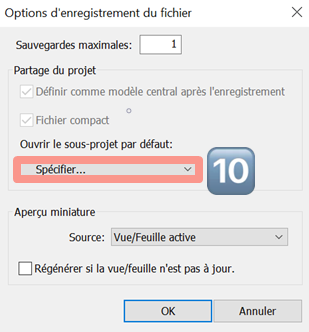 Options d'enregistrement du fichier
Sauvegardes maximales: 1
Partage du projet
Définir comme modèle central après l'enregistrement
Fichier compact
Ouvrir le sous-projet par défaut:
Spécifier...
10
Aperçu miniature
Source: Vue/Feuille active
Régénérer si la vue/feuille n'est pas à jour.
OK Annuler